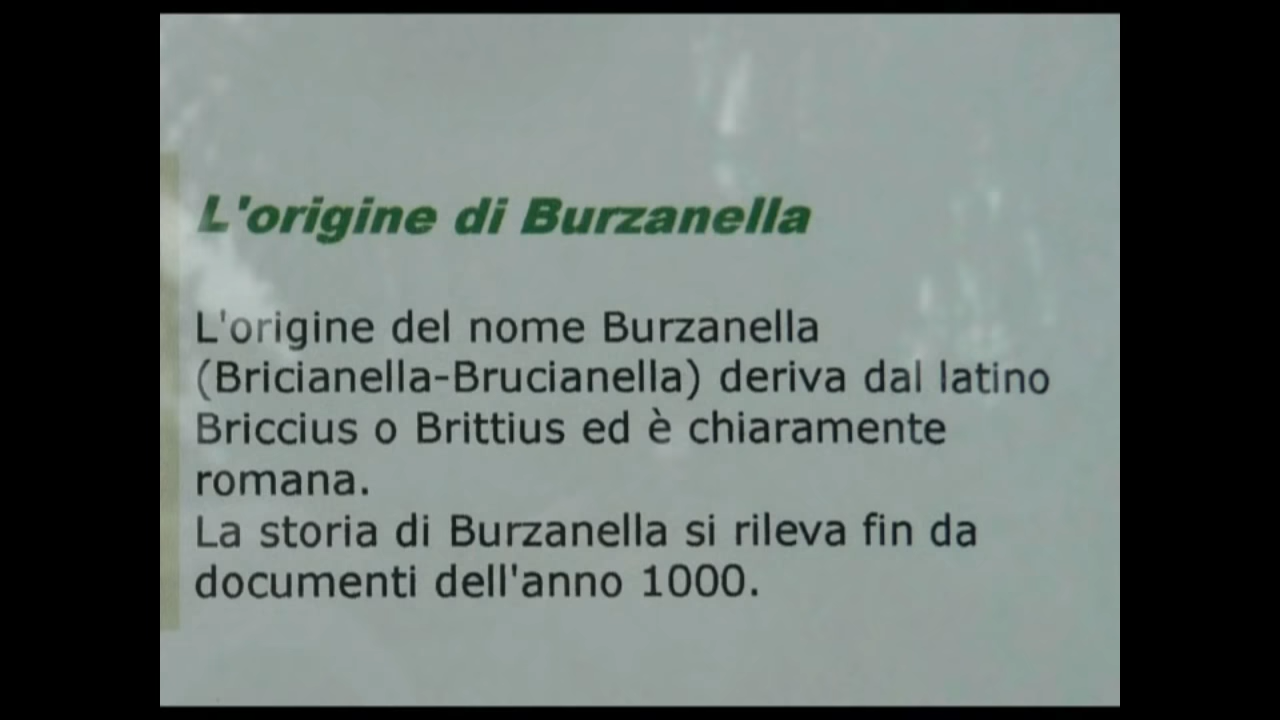 L'origine di Burzanella
L'origine del nome Burzanella
(Bricianella-Brucianella) deriva dal latino
Briccius o Brittius ed è chiaramente
romana.
La storia di Burzanella si rileva fin da
documenti dell'anno 1000.